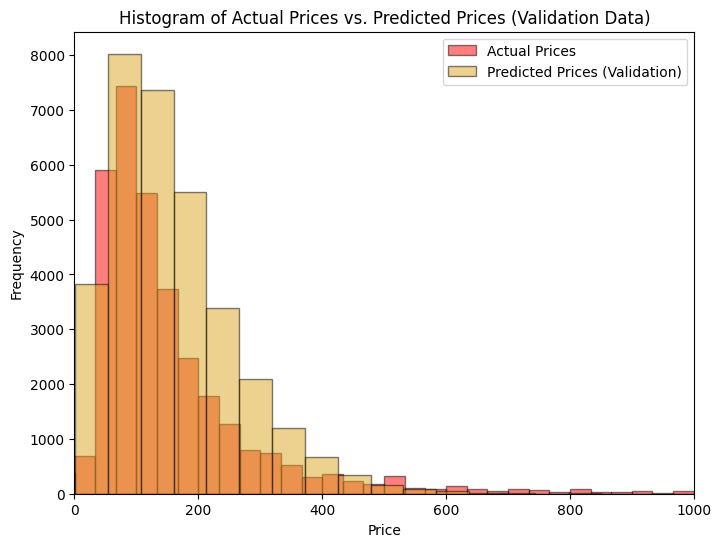 Histogram of Actual Prices vs. Predicted Prices (Validation Data)
Actual Prices
Predicted Prices (Validation)
8000
7000
6000
5000
4000
3000
2000
1000
0
Frequency
0 200 400 600 800 1000
Price